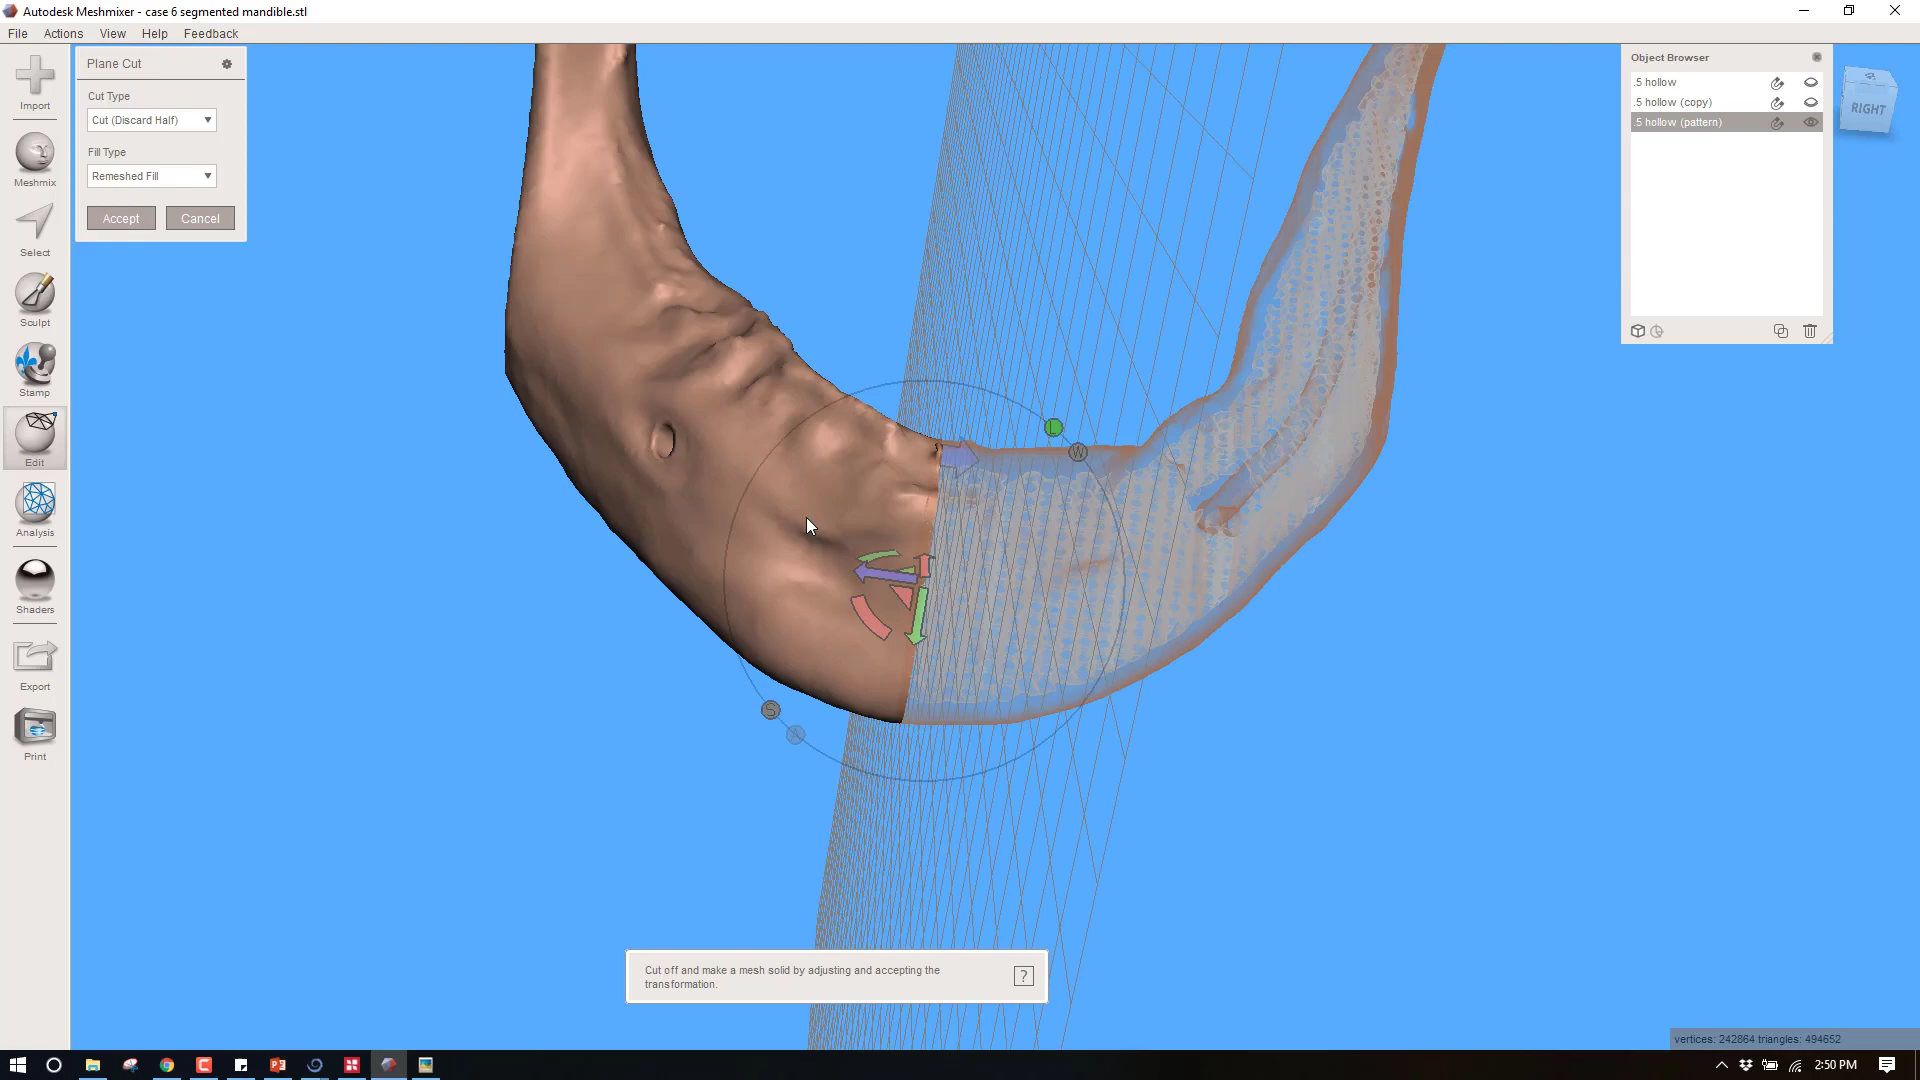 Autodesk Meshmixer - case 6 segmented mandible.stl
File Actions View Help Feedback
Import
Meshmix
Select
Sculpt
Stamp
Edit
Analysis
Shaders
Export
Print
Plane Cut
Cut Type
Cut (Discard Half)
Fill Type
Remeshed Fill
Accept Cancel
L
W
S
A
Object Browser
.5 hollow
.5 hollow (copy)
.5 hollow (pattern)
RIGHT
Cut off and make a mesh solid by adjusting and accepting the
transformation.
?
vertices: 242864 triangles: 494652
2:50 PM